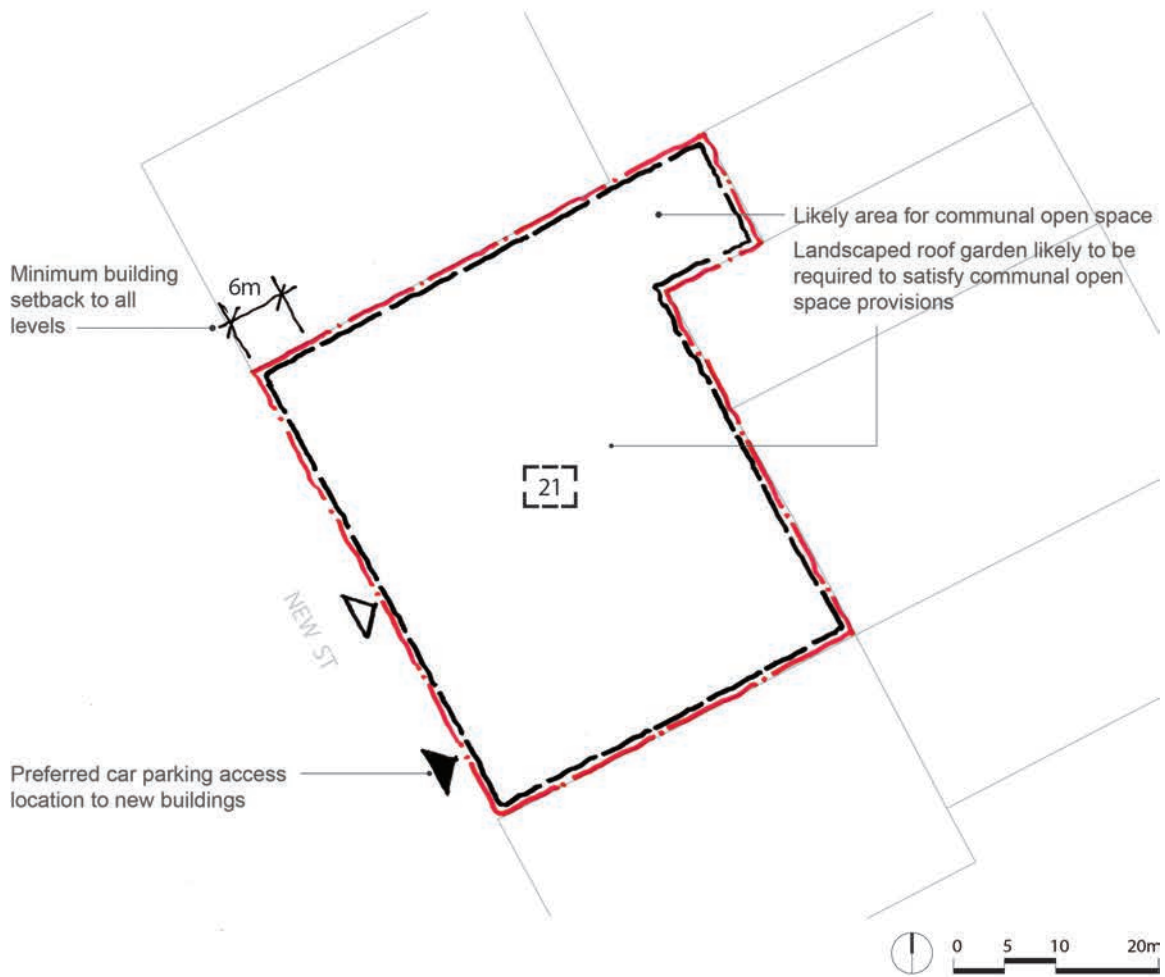 Likely area for communal open space
Landscaped roof garden likely to be
required to satisfy communal open
space provisions
Minimum building
setback to all
levels
6m
21
NEW ST
Preferred car parking access
location to new buildings
0 5 10 20m